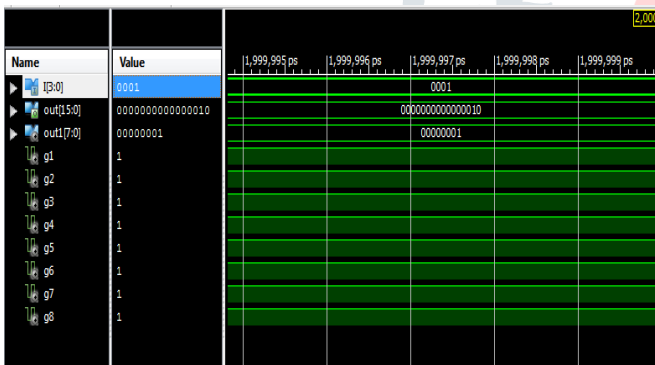 2,000
Name Value 1,999,995 ps 1,999,996 ps 1,999,997 ps 1,999,998 ps 1,999,999 ps
I[3:0] 0001 0001
out[15:0] 0000000000000010 0000000000000010
out1[7:0] 00000001 00000001
g1 1
g2 1
g3 1
g4 1
g5 1
g6 1
g7 1
g8 1